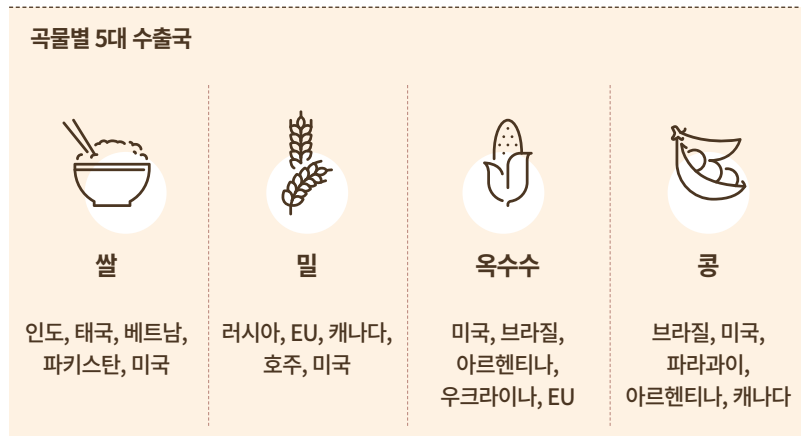 곡물별 5대 수출국
쌀
인도, 태국, 베트남,
파키스탄, 미국
밀
러시아, EU, 캐나다,
호주, 미국
옥수수
미국, 브라질,
아르헨티나,
우크라이나, EU
콩
브라질, 미국,
파라과이,
아르헨티나, 캐나다